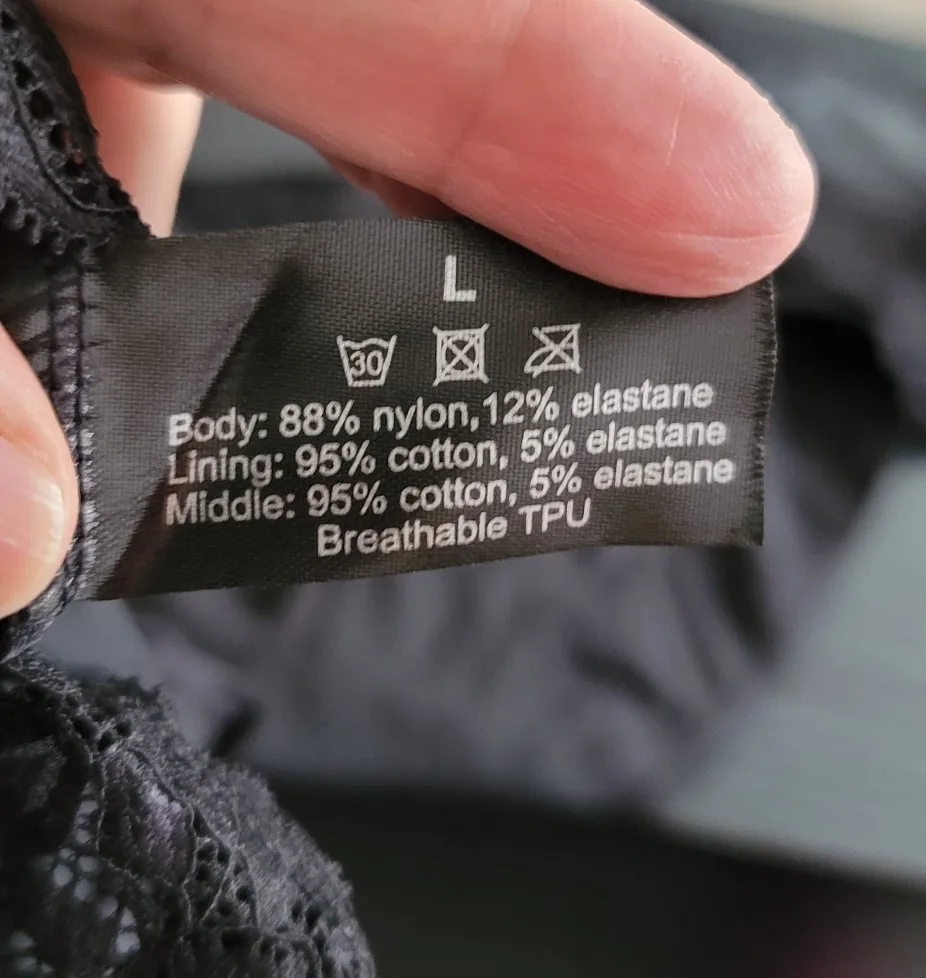 L
30
Body: 88% nylon,12% elastane
Lining: 95% cotton, 5% elastane
Middle: 95% cotton, 5% elastane
Breathable TPU